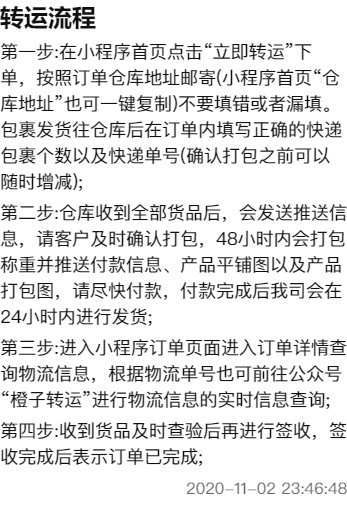 转运流程
第一步:在小程序首页点击“立即转运”下
单，按照订单仓库地址邮寄(小程序首页“仓
库地址”也可一键复制)不要填错或者漏填。
包裹发货往仓库后在订单内填写正确的快递
包裹个数以及快递单号(确认打包之前可以
随时增减);
第二步:仓库收到全部货品后，会发送推送信
息，请客户及时确认打包，48小时内会打包
称重并推送付款信息、产品平铺图以及产品
打包图，请尽快付款，付款完成后我司会在
24小时内进行发货;
第三步:进入小程序订单页面进入订单详情查
询物流信息，根据物流单号也可前往公众号
“橙子转运”进行物流信息的实时信息查询;
第四步:收到货品及时查验后再进行签收，签
收完成后表示订单已完成;
2020-11-02 23:46:48